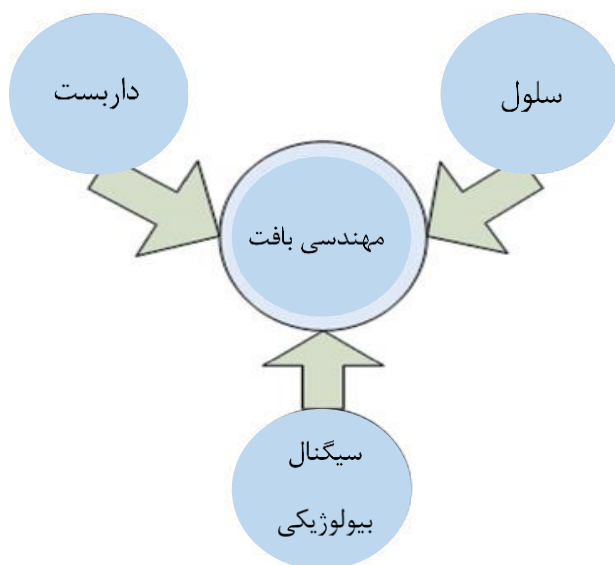 سلول
داربست
مهندسی بافت
سیگنال
بیولوژیکی